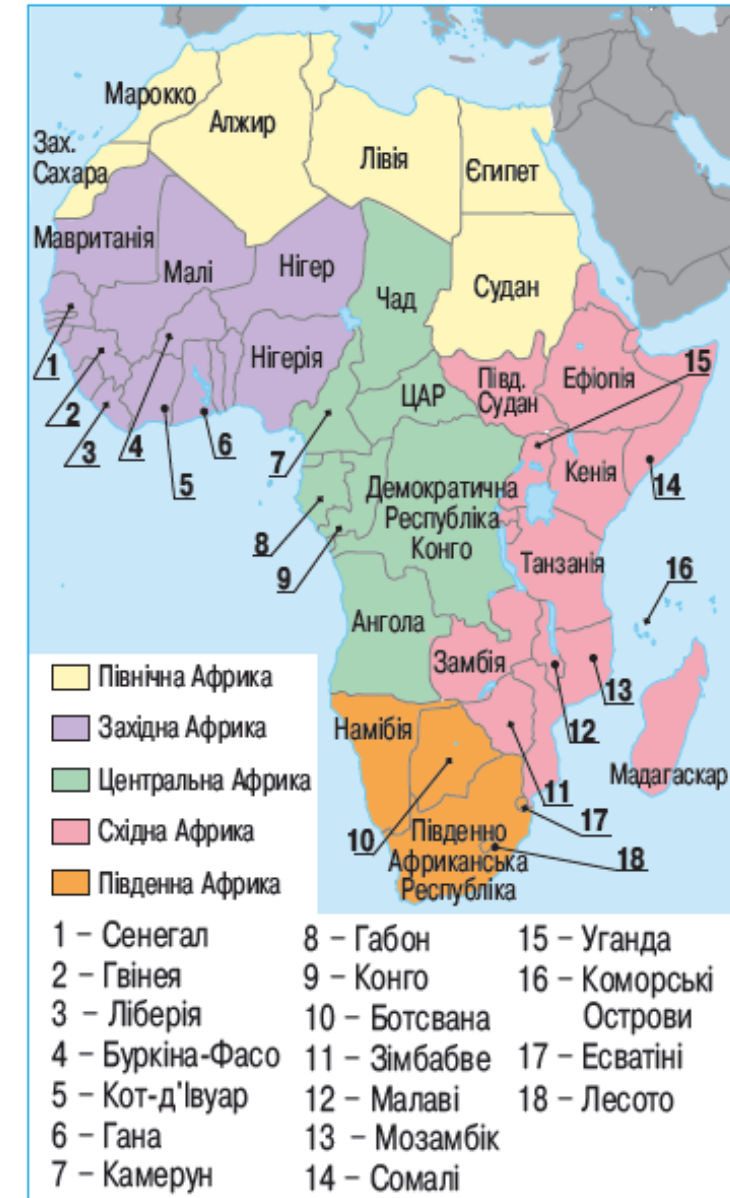 Марокко
Алжир
Лівія
Єгипет
Зах.
Сахара
Мавританія
Малі
Нігер
Чад
Судан
Нігерія
ЦАР
Півд.
Судан
Ефіопія
15
1
2
3
4
5
6
7
8
9
Демократична
Республіка
Конго
Кенія
14
Танзанія
16
Ангола
Замбія
13
12
11
Намібія
Мадагаскар
10
17
18
Південно
Африканська
Республіка
Північна Африка
Західна Африка
Центральна Африка
Східна Африка
Південна Африка
1 – Сенегал
2 – Гвінея
3 – Ліберія
4 – Буркіна-Фасо
5 – Кот-д'Івуар
6 – Гана
7 – Камерун
8 – Габон
9 – Конго
10 – Ботсвана
11 – Зімбабве
12 – Малаві
13 – Мозамбік
14 – Сомалі
15 – Уганда
16 – Коморські
Острови
17 – Есватіні
18 – Лесото